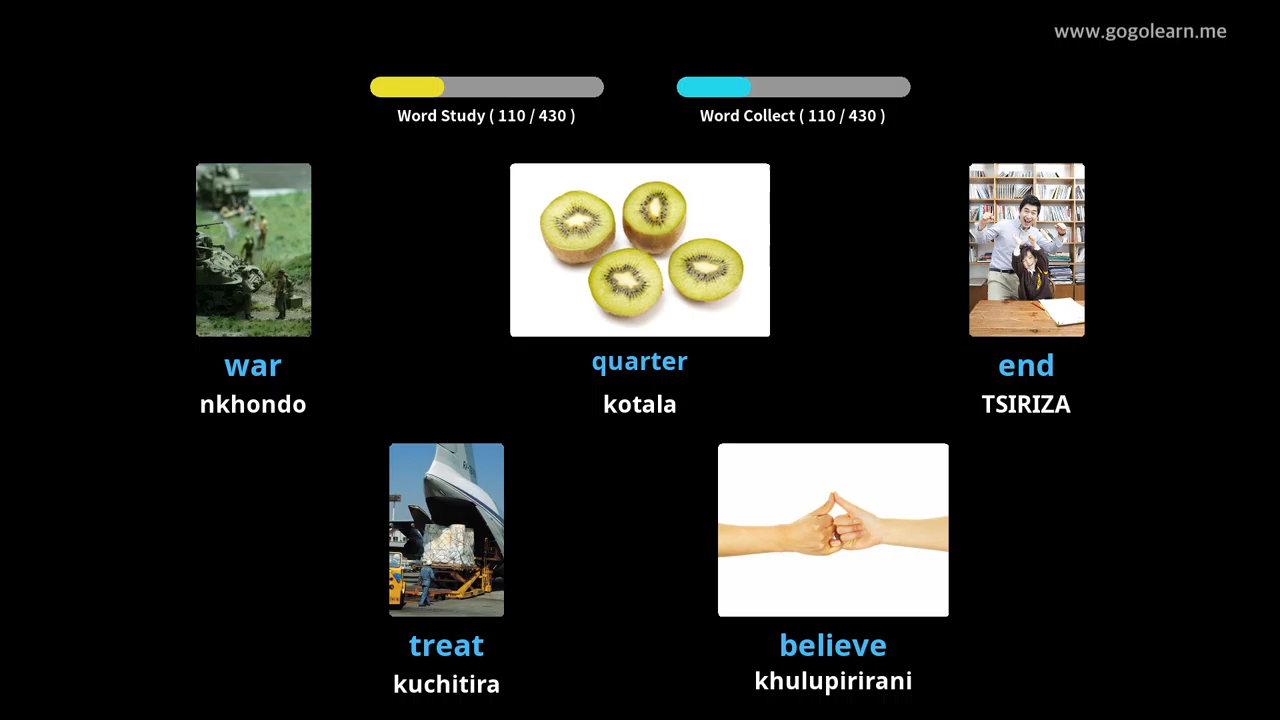 www.gogolearn.me
Word Study ( 110 / 430 )
Word Collect ( 110 / 430 )
war
nkhondo
quarter
kotala
end
TSIRIZA
treat
kuchitira
believe
khulupirirani